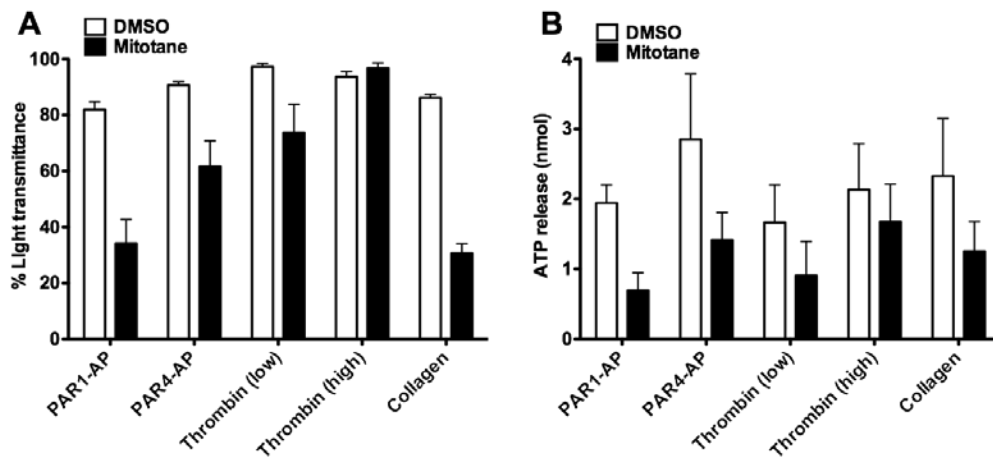 A
DMSO
Mitotane
% Light transmittance
100
80
60
40
20
0
PAR1-AP
PAR4-AP
Thrombin (low)
Thrombin (high)
Collagen
B
DMSO
Mitotane
ATP release (nmol)
4
3
2
1
0
PAR1-AP
PAR4-AP
Thrombin (low)
Thrombin (high)
Collagen